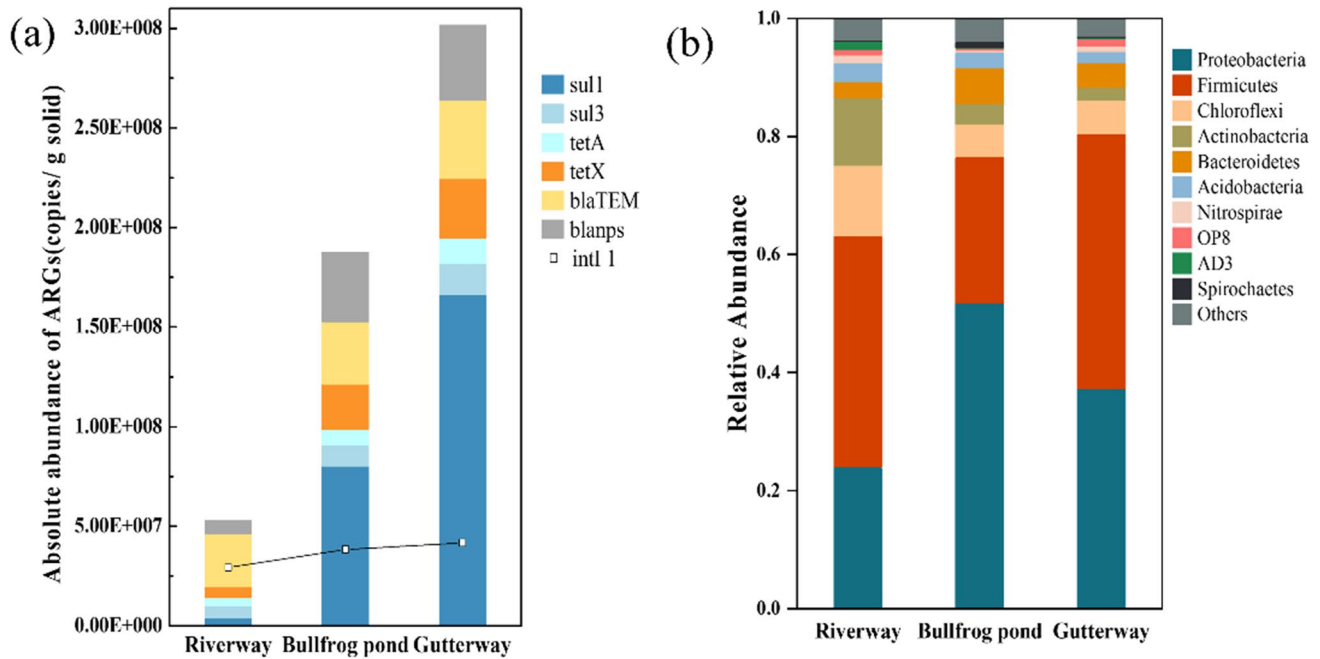 (a)
Absolute abundance of ARGs(copies/ g solid)
3.00E+008
2.50E+008
2.00E+008
1.50E+008
1.00E+008
5.00E+007
0.00E+000
Riverway Bullfrog pond Gutterway
sul1
sul3
tetA
tetX
blaTEM
blanps
intl 1
(b)
Relative Abundance
1.0
0.8
0.6
0.4
0.2
0.0
Riverway Bullfrog pond Gutterway
Proteobacteria
Firmicutes
Chloroflexi
Actinobacteria
Bacteroidetes
Acidobacteria
Nitrospirae
OP8
AD3
Spirochaetes
Others